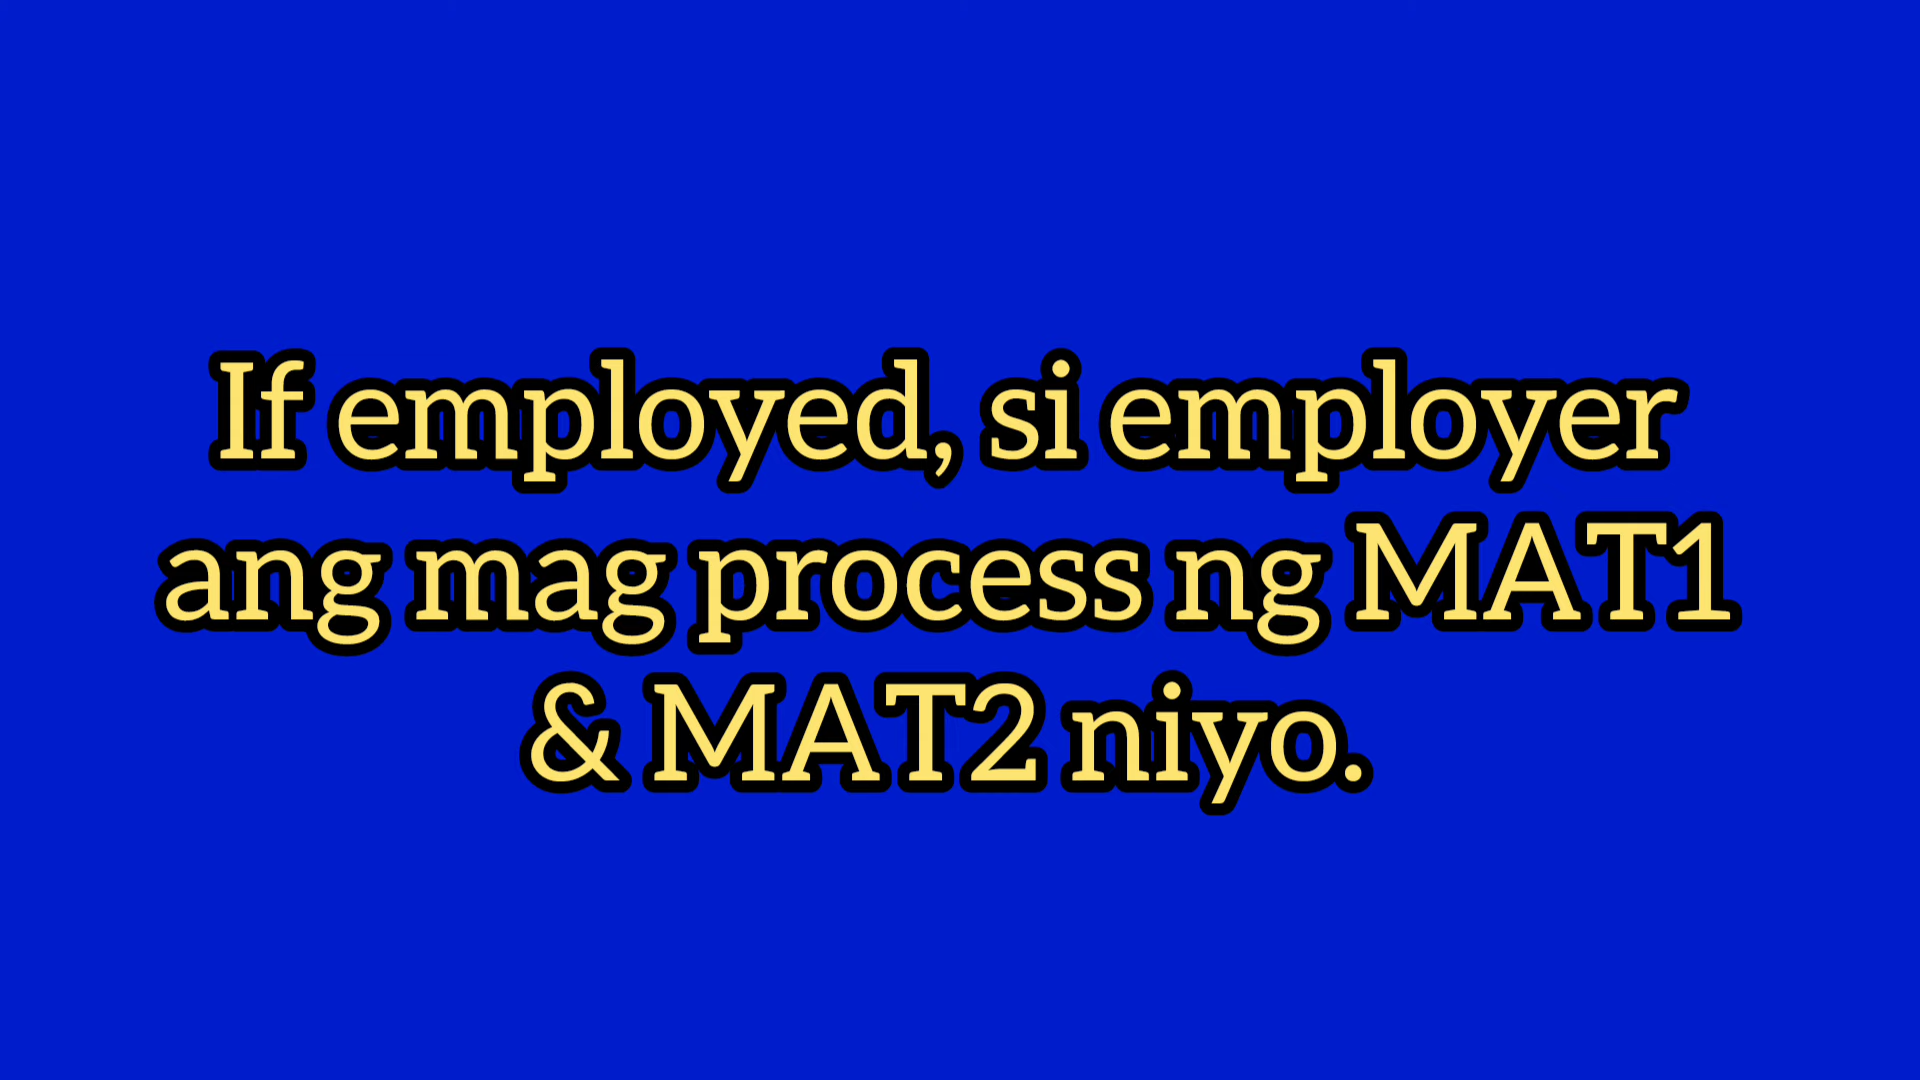 If employed, si employer
ang mag process ng MAT1
& MAT2 niyo.